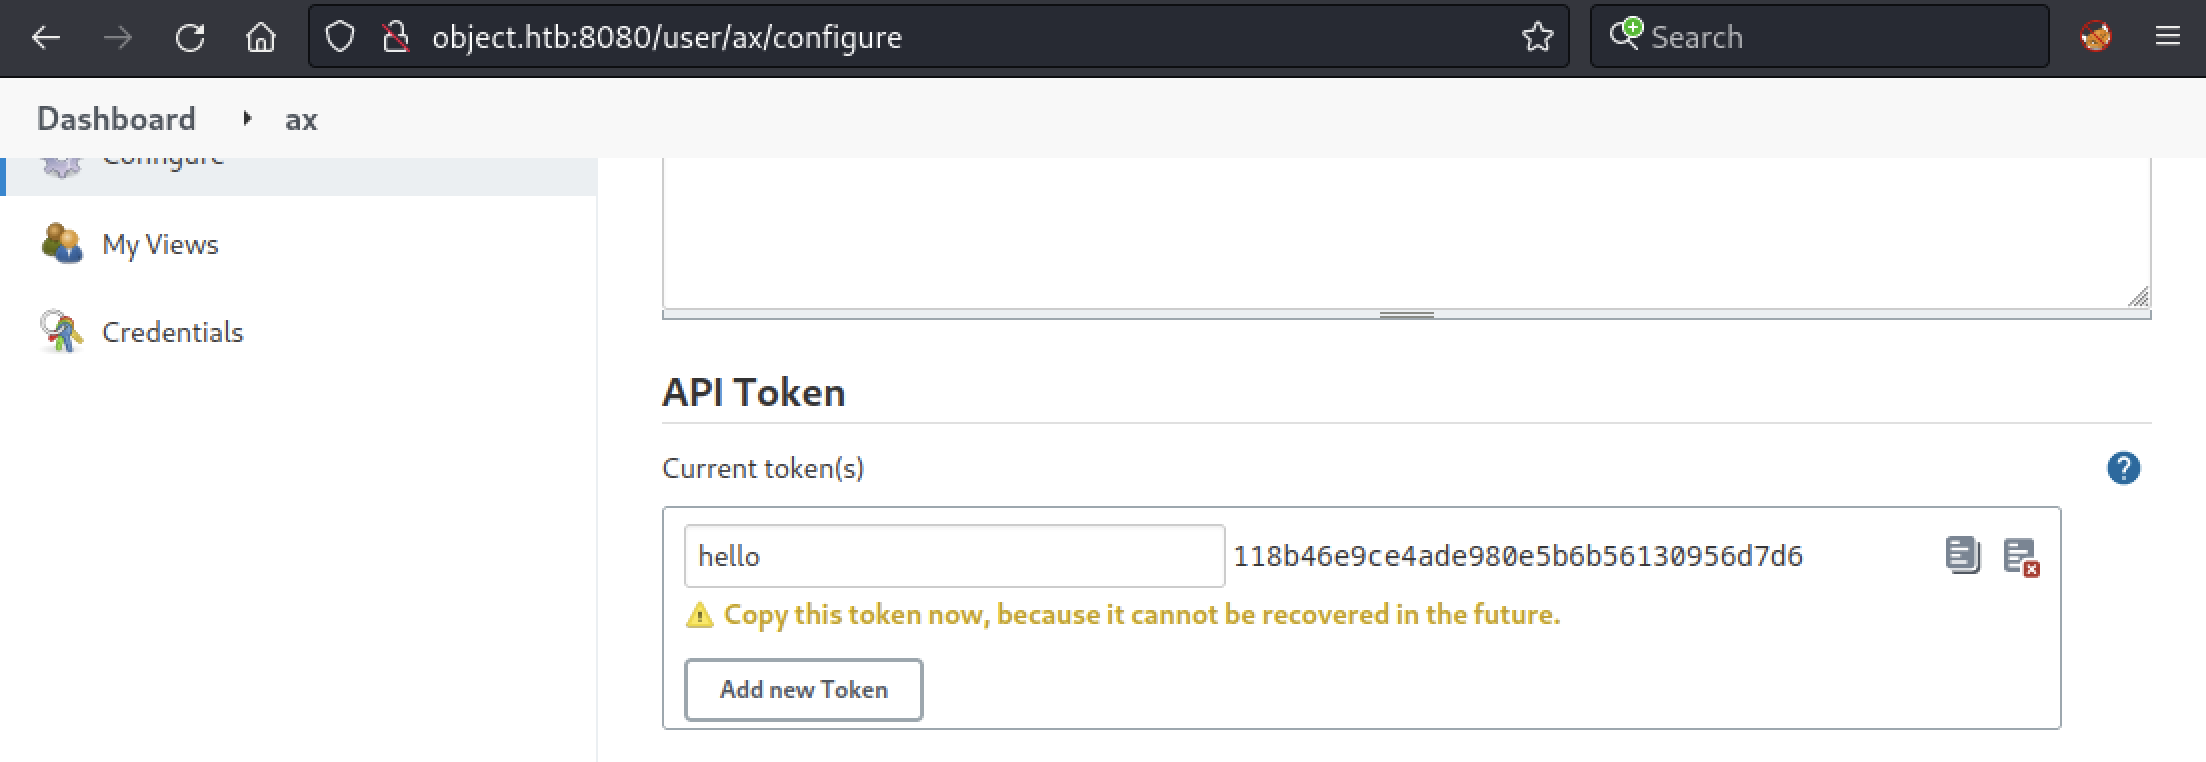 object.htb:8080/user/ax/configure
Search
Dashboard ax
Configure
My Views
Credentials
API Token
Current token(s)
hello 118b46e9ce4ade980e5b6b56130956d7d6
Copy this token now, because it cannot be recovered in the future.
Add new Token